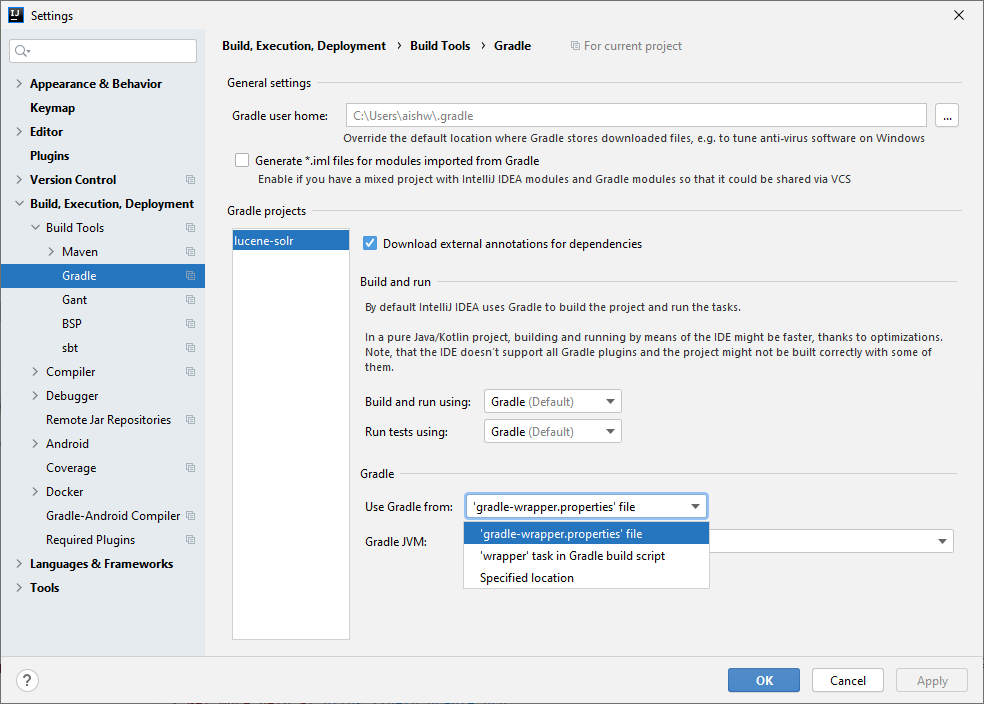 IJ
Settings
Build, Execution, Deployment › Build Tools › Gradle For current project
Appearance & Behavior
Keymap
Editor
Plugins
Version Control
Build, Execution, Deployment
Build Tools
Maven
Gradle
Gant
BSP
sbt
Compiler
Debugger
Remote Jar Repositories
Android
Coverage
Docker
Gradle-Android Compiler
Required Plugins
Languages & Frameworks
Tools
General settings
Gradle user home: C:\Users\aishw\.gradle ...
Override the default location where Gradle stores downloaded files, e.g. to tune anti-virus software on Windows
Generate *.iml files for modules imported from Gradle
Enable if you have a mixed project with IntelliJ IDEA modules and Gradle modules so that it could be shared via VCS
Gradle projects
lucene-solr
Download external annotations for dependencies
Build and run
By default IntelliJ IDEA uses Gradle to build the project and run the tasks.
In a pure Java/Kotlin project, building and running by means of the IDE might be faster, thanks to optimizations.
Note, that the IDE doesn't support all Gradle plugins and the project might not be built correctly with some of
them.
Build and run using: Gradle (Default)
Run tests using: Gradle (Default)
Gradle
Use Gradle from: 'gradle-wrapper.properties' file
'gradle-wrapper.properties' file
Gradle JVM:
'wrapper' task in Gradle build script
Specified location
? OK Cancel Apply